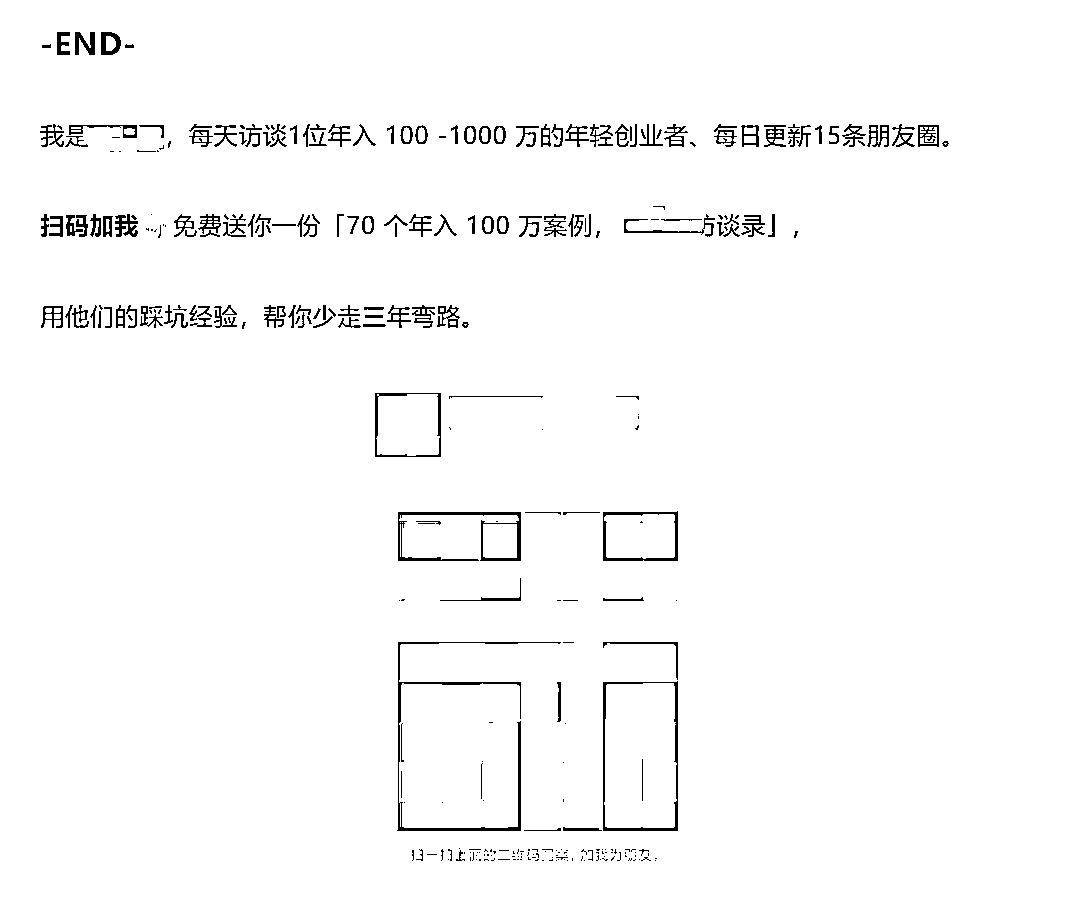 -END-
我是，每天访谈1位年入 100 -1000 万的年轻创业者、每日更新15条朋友圈。
扫码加我 免费送你一份「70 个年入 100 万案例，访谈录」，
用他们的踩坑经验，帮你少走三年弯路。
扫一扫上面的二维码图案，加我为朋友。